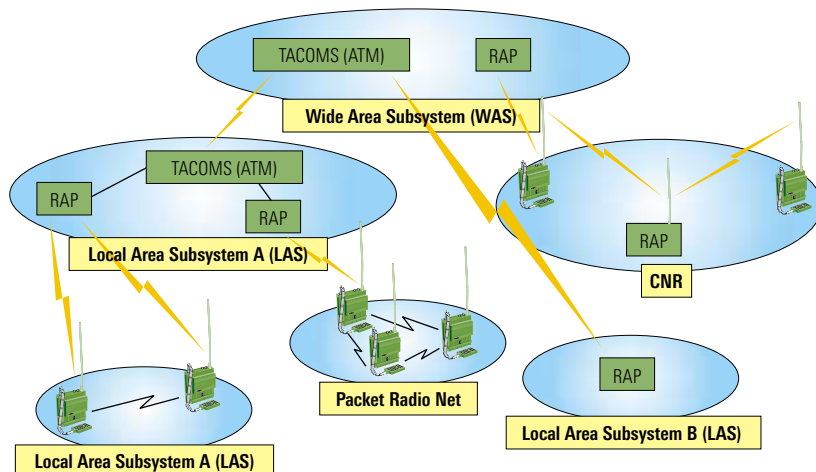 TACOMS (ATM)
RAP
Wide Area Subsystem (WAS)
TACOMS (ATM)
RAP
RAP
Local Area Subsystem A (LAS)
RAP
CNR
RAP
Packet Radio Net
Local Area Subsystem B (LAS)
Local Area Subsystem A (LAS)